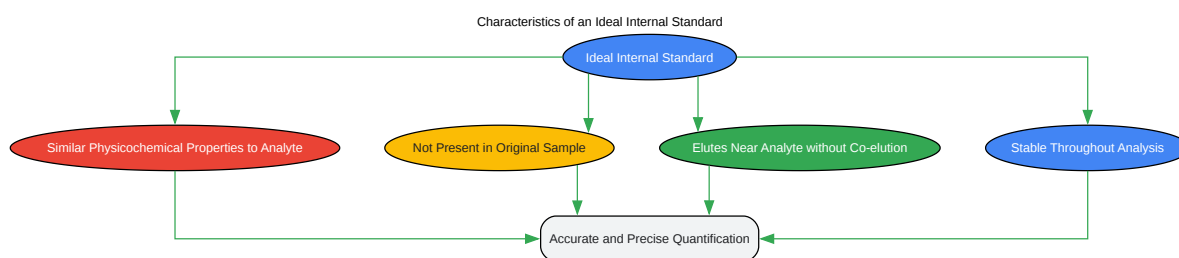 Characteristics of an Ideal Internal Standard
Ideal Internal Standard
Similar Physicochemical Properties to Analyte
Not Present in Original Sample
Elutes Near Analyte without Co-elution
Stable Throughout Analysis
Accurate and Precise Quantification